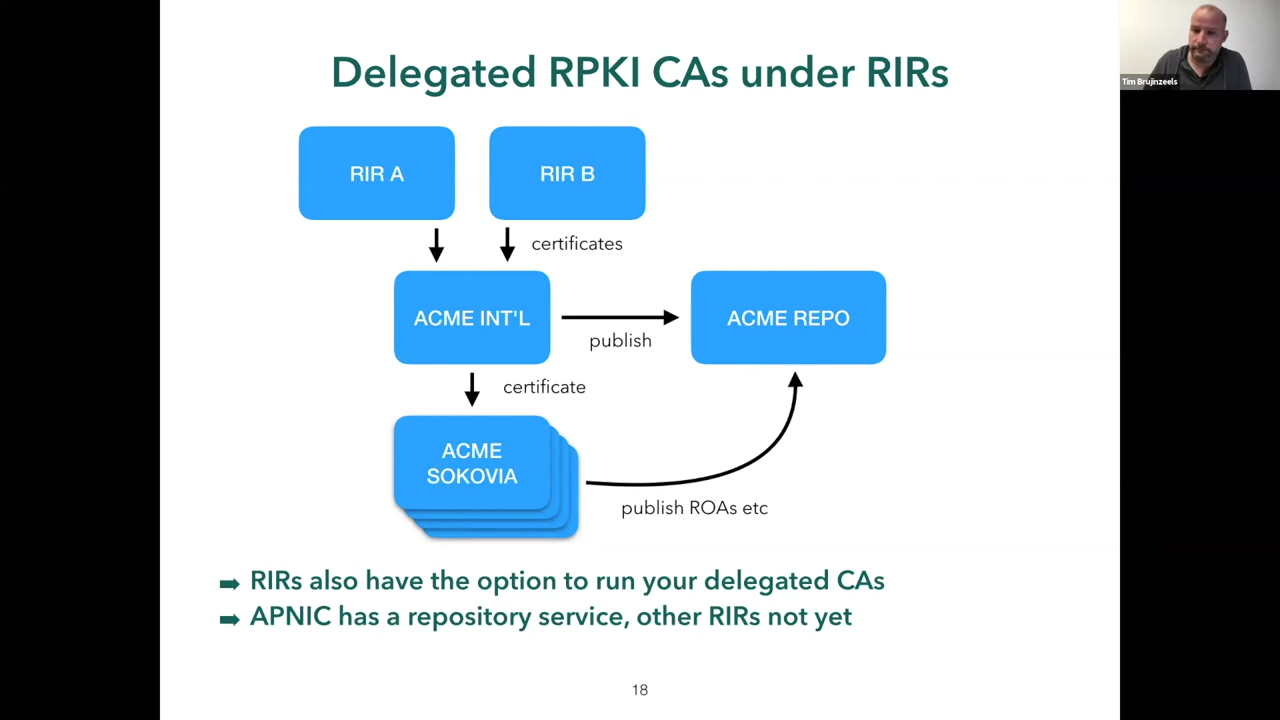 Delegated RPKI CAs under RIRs
Tim Brujinzeels
RIR A
RIR B
certificates
ACME INT'L
publish
ACME REPO
certificate
ACME
SOKOVIA
publish ROAs etc
➡ RIRs also have the option to run your delegated CAs
➡ APNIC has a repository service, other RIRs not yet
18